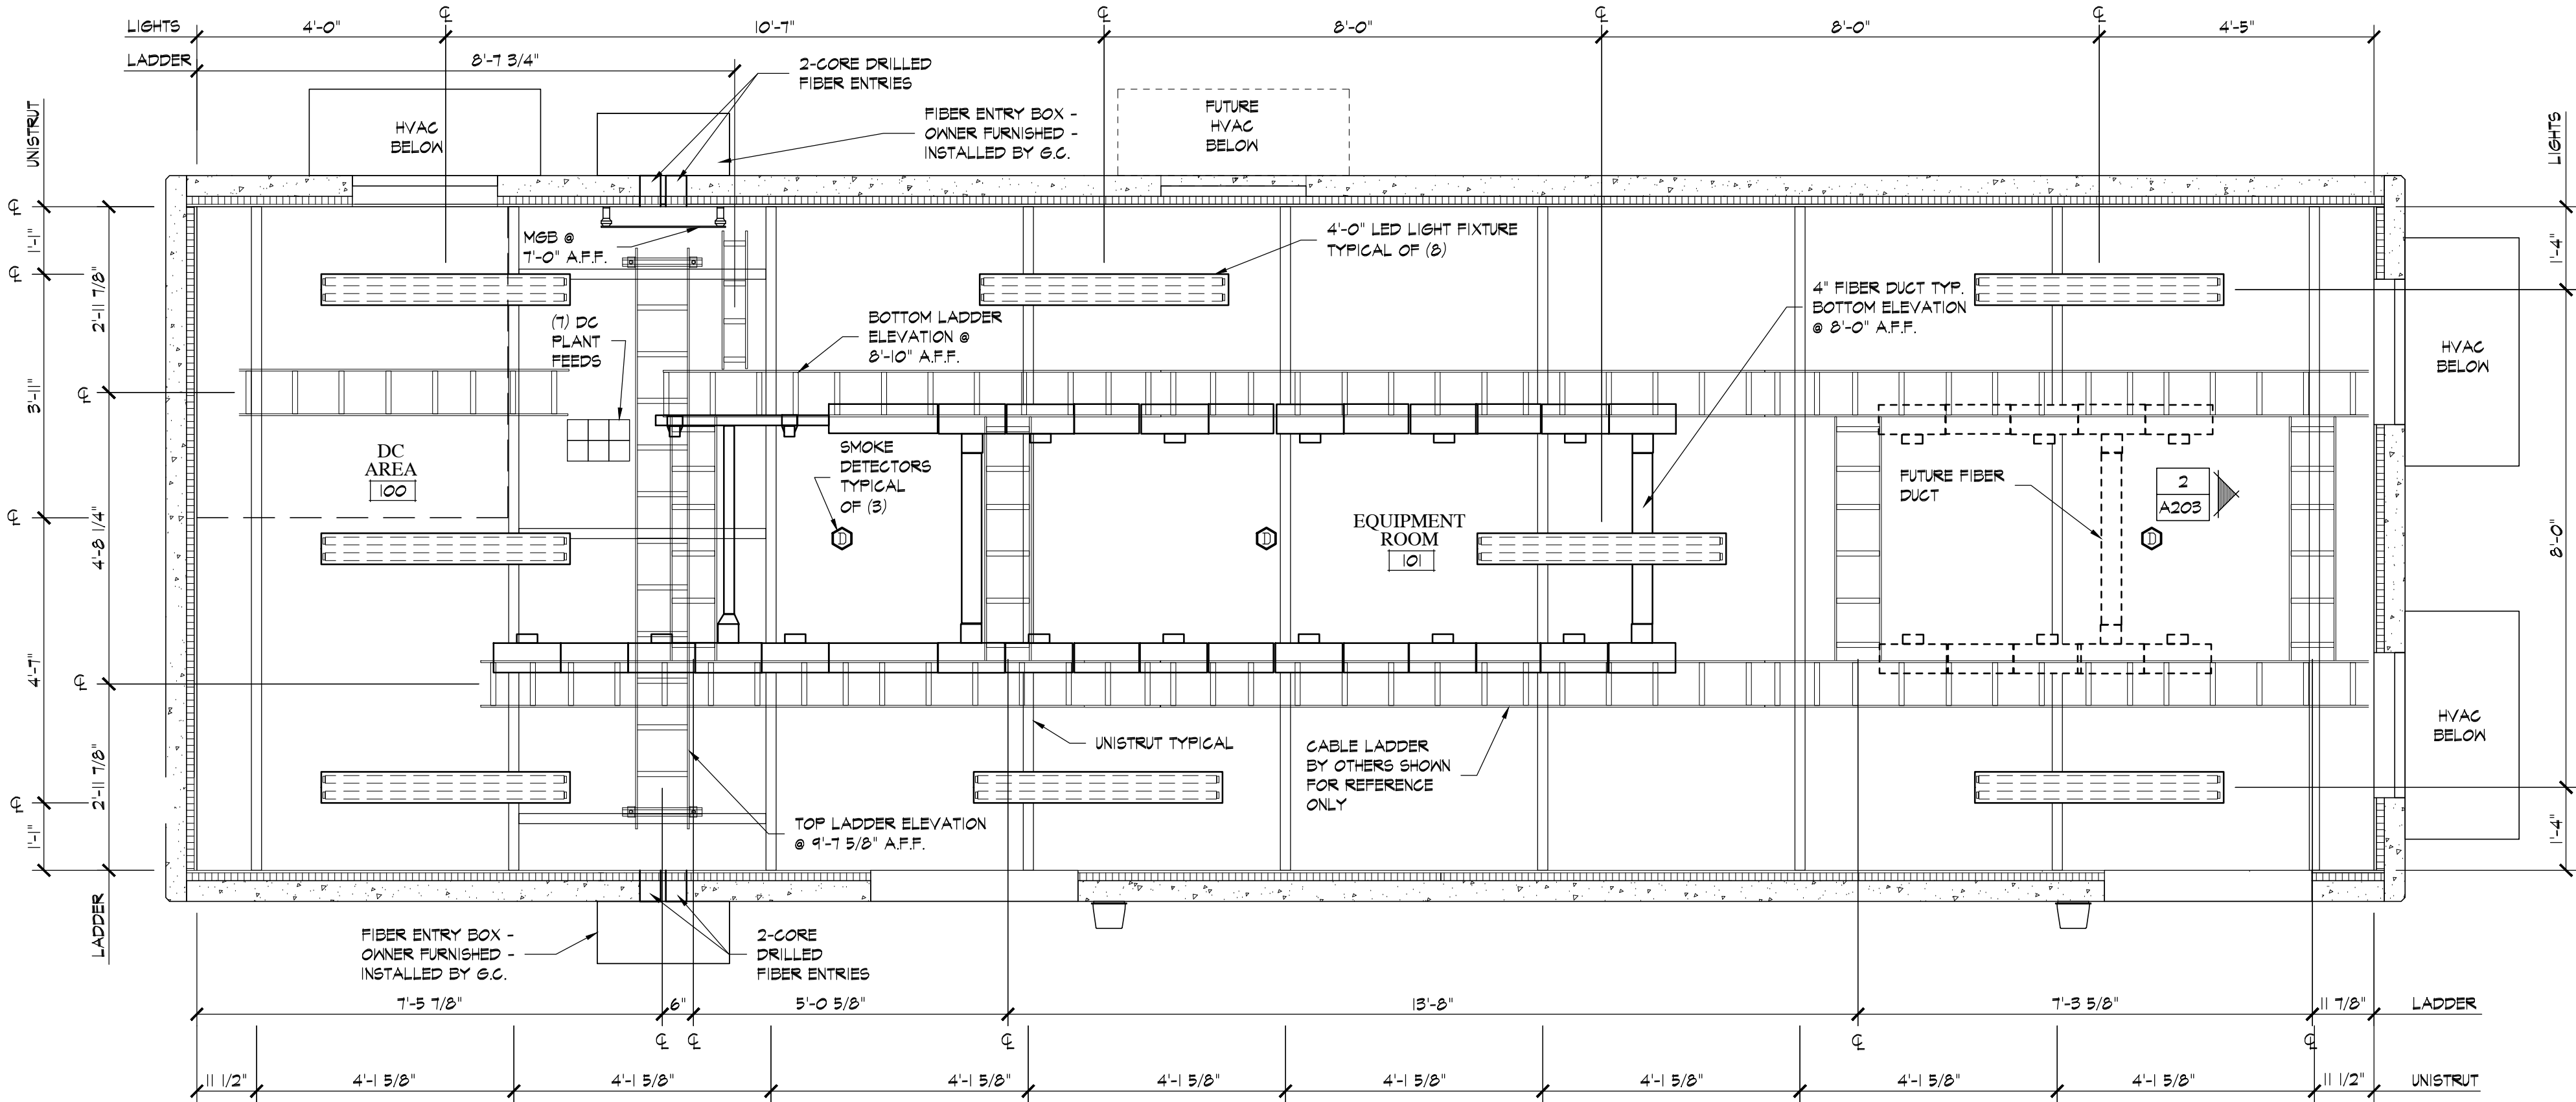 LIGHTS
4'-0"
10'-7"
8'-0"
8'-0"
4'-5"
LADDER
8'-7 3/4"
2-CORE DRILLED
FIBER ENTRIES
FIBER ENTRY BOX -
OWNER FURNISHED -
INSTALLED BY G.C.
HVAC
BELOW
FUTURE
HVAC
BELOW
UNISTRUT
LIGHTS
1'-1"
2'-11 7/8"
3'-11"
4'-8 1/4"
4'-7"
2'-11 7/8"
1'-1"
LADDER
MGB @
7'-0" A.F.F.
4'-0" LED LIGHT FIXTURE
TYPICAL OF (8)
1'-4"
(7) DC
PLANT
FEEDS
BOTTOM LADDER
ELEVATION @
8'-10" A.F.F.
4" FIBER DUCT TYP.
BOTTOM ELEVATION
@ 8'-0" A.F.F.
HVAC
BELOW
DC
AREA
100
SMOKE
DETECTORS
TYPICAL
OF (3)
D
D
EQUIPMENT
ROOM
101
FUTURE FIBER
DUCT
2
A203
D
8'-0"
UNISTRUT TYPICAL
CABLE LADDER
BY OTHERS SHOWN
FOR REFERENCE
ONLY
HVAC
BELOW
TOP LADDER ELEVATION
@ 9'-7 5/8" A.F.F.
1'-4"
FIBER ENTRY BOX -
OWNER FURNISHED -
INSTALLED BY G.C.
2-CORE
DRILLED
FIBER ENTRIES
7'-5 7/8"
6"
5'-0 5/8"
13'-8"
7'-3 5/8"
11 7/8"
LADDER
11 1/2"
4'-1 5/8"
4'-1 5/8"
4'-1 5/8"
4'-1 5/8"
4'-1 5/8"
4'-1 5/8"
4'-1 5/8"
4'-1 5/8"
11 1/2"
UNISTRUT